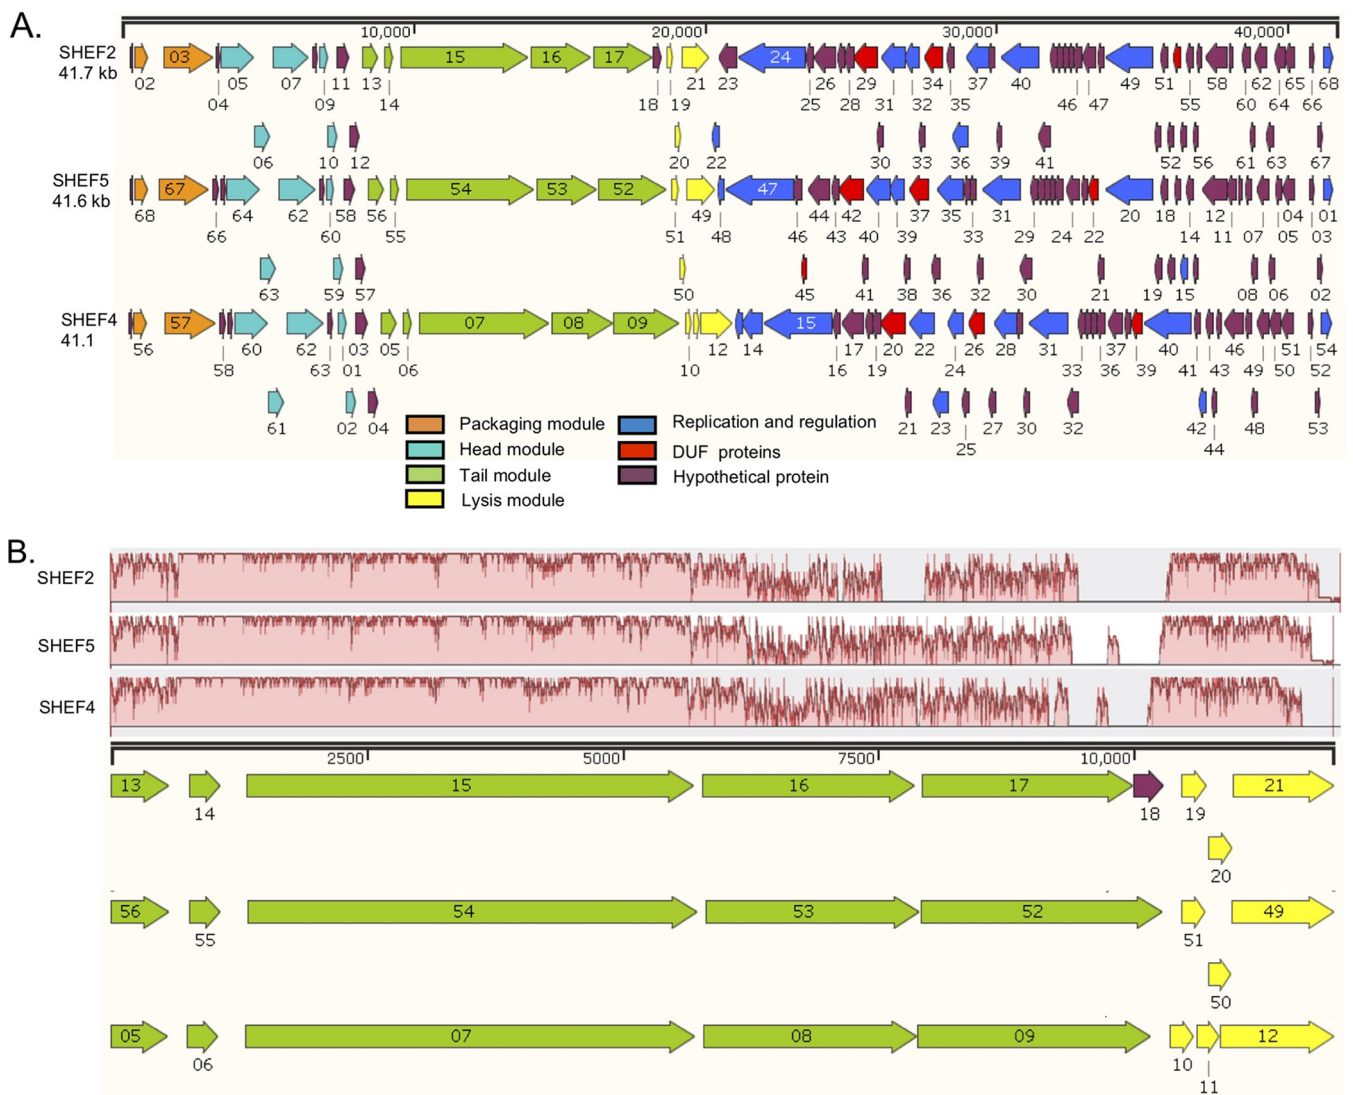 A.
10,000 20,000 30,000 40,000
SHEF2
41.7 kb
03 15 16 17 24
02 05 07 11 13 21 23 26 29 34 37 40 49 51 58 62 65 68
04 09 14 18 19 25 28 31 32 35 46 47 55 60 64 66
06 10 12 20 22 30 33 36 39 41 52 56 61 63 67
SHEF5
41.6 kb
67 54 53 52 47
68 64 62 58 56 49 44 42 37 35 31 20 18 12 04 01
66 60 55 51 48 46 43 40 39 33 29 24 22 14 11 07 05 03
63 59 57 50 45 41 38 36 32 30 21 19 15 08 06 02
SHEF4
41.1
57 07 08 09 15
56 60 62 03 05 12 14 17 20 22 26 28 31 37 40 46 51 54
58 63 01 06 10 16 19 24 33 36 39 41 43 49 50 52
61 02 04 21 23 25 27 30 32 42 44 48 53
Packaging module
Head module
Tail module
Lysis module
Replication and regulation
DUF proteins
Hypothetical protein
B.
SHEF2
SHEF5
SHEF4
2500 5000 7500 10,000
13 15 16 17 21
14 18 19
20
56 54 53 52 49
55 51
50
05 07 08 09 12
06 10
11